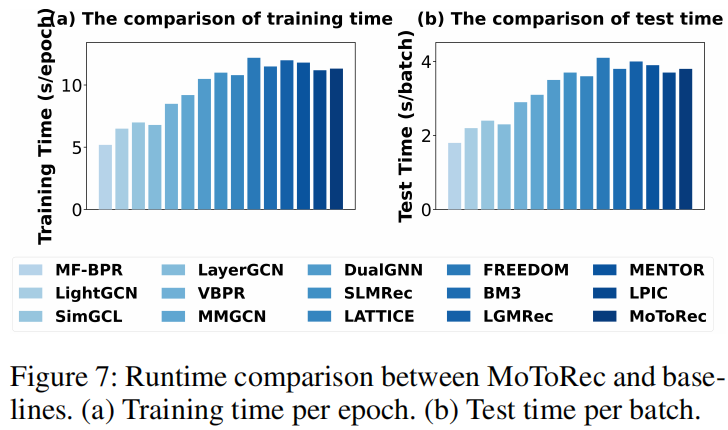 (a) The comparison of training time
Training Time (s/epoch)
10
5
0
(b) The comparison of test time
Test Time (s/batch)
4
2
0
MF-BPR
LightGCN
SimGCL
LayerGCN
VBPR
MMGCN
DualGNN
SLMRec
LATTICE
FREEDOM
BM3
LGMRec
MENTOR
LPIC
MoToRec
Figure 7: Runtime comparison between MoToRec and base-
lines. (a) Training time per epoch. (b) Test time per batch.